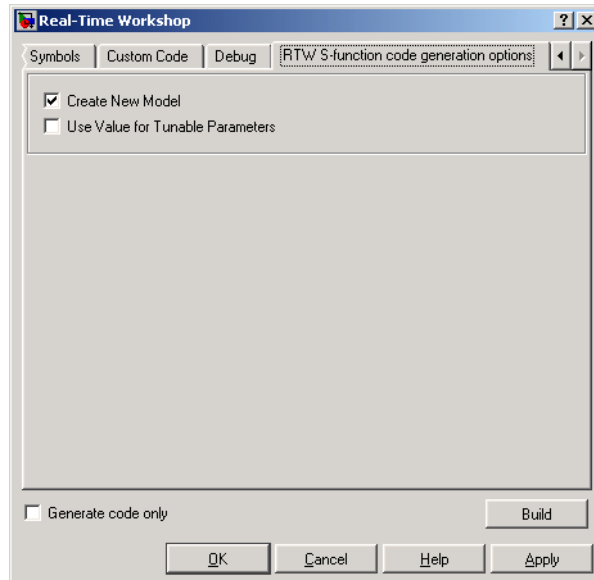 Real-Time Workshop
Symbols Custom Code Debug RTW S-function code generation options
Create New Model
Use Value for Tunable Parameters
Generate code only Build
OK Cancel Help Apply